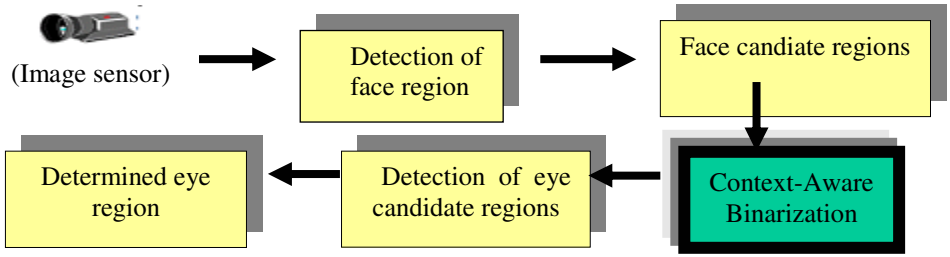 (Image sensor)
Detection of
face region
Face candiate regions
Context-Aware
Binarization
Detection of eye
candidate regions
Determined eye
region